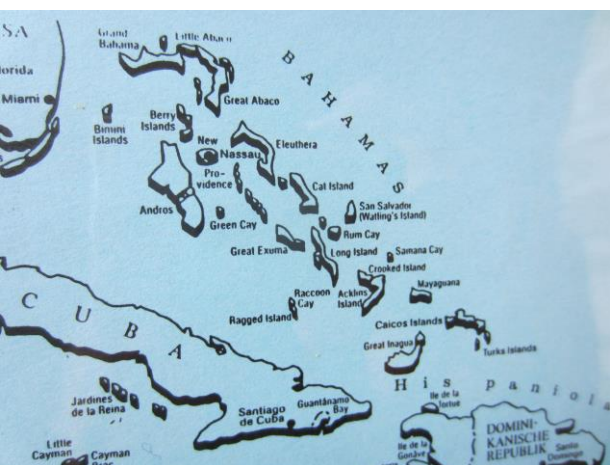 SA
Grand
Bahama
Little Abaco
BAHAMAS
lorida
Miami
Great Abaco
Bimini
Islands
Berry
Islands
New
Nassau
Pro-
vidence
Eleuthera
Cat Island
Andros
Green Cay
San Salvador
(Watling's Island)
Rum Cay
Great Exuma
Long Island
Samana Cay
Crooked Island
Raccoon
Cay
Acklins
Island
Mayaguana
Ragged Island
Caicos Islands
Great Inagua
Turks Islands
CUBA
Hispaniola
Jardines
de la Reina
Santiago
de Cuba
Guantánamo
Bay
Ile de la
Tortue
Ile de la
Gonâve
DOMINI-
KANISCHE
REPUBLIK
Santo
Domingo
Little
Cayman
Cayman